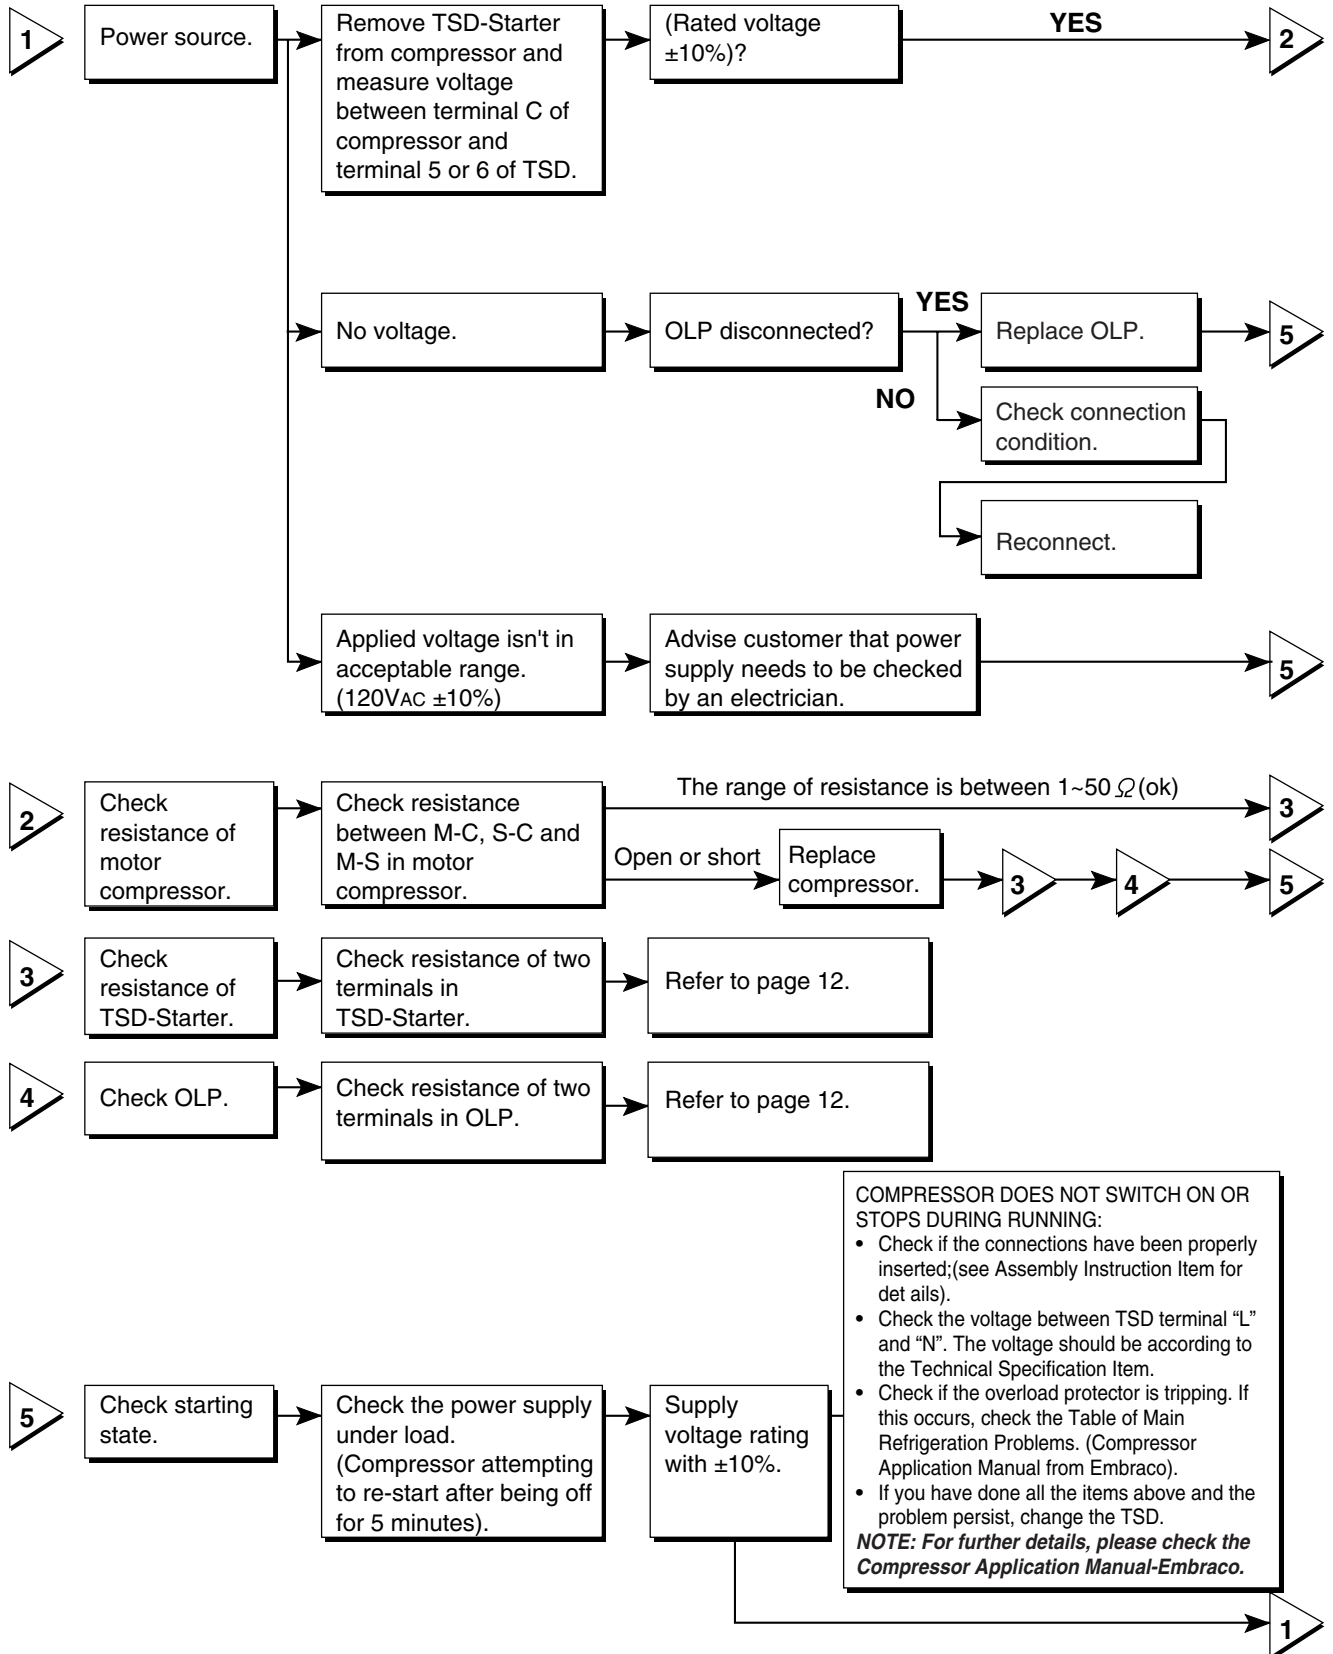 1
Power source.
Remove TSD-Starter
from compressor and
measure voltage
between terminal C of
compressor and
terminal 5 or 6 of TSD.
(Rated voltage
±10%)?
YES
2
No voltage.
OLP disconnected?
YES
Replace OLP.
5
NO
Check connection
condition.
Reconnect.
Applied voltage isn't in
acceptable range.
(120VAC ±10%)
Advise customer that power
supply needs to be checked
by an electrician.
5
2
Check
resistance of
motor
compressor.
Check resistance
between M-C, S-C and
M-S in motor
compressor.
The range of resistance is between 1~50 Ω (ok)
3
Open or short
Replace
compressor.
3
4
5
3
Check
resistance of
TSD-Starter.
Check resistance of two
terminals in
TSD-Starter.
Refer to page 12.
4
Check OLP.
Check resistance of two
terminals in OLP.
Refer to page 12.
5
Check starting
state.
Check the power supply
under load.
(Compressor attempting
to re-start after being off
for 5 minutes).
Supply
voltage rating
with ±10%.
COMPRESSOR DOES NOT SWITCH ON OR
STOPS DURING RUNNING:
• Check if the connections have been properly
inserted;(see Assembly Instruction Item for
det ails).
• Check the voltage between TSD terminal “L”
and “N”. The voltage should be according to
the Technical Specification Item.
• Check if the overload protector is tripping. If
this occurs, check the Table of Main
Refrigeration Problems. (Compressor
Application Manual from Embraco).
• If you have done all the items above and the
problem persist, change the TSD.
NOTE: For further details, please check the
Compressor Application Manual-Embraco.
1